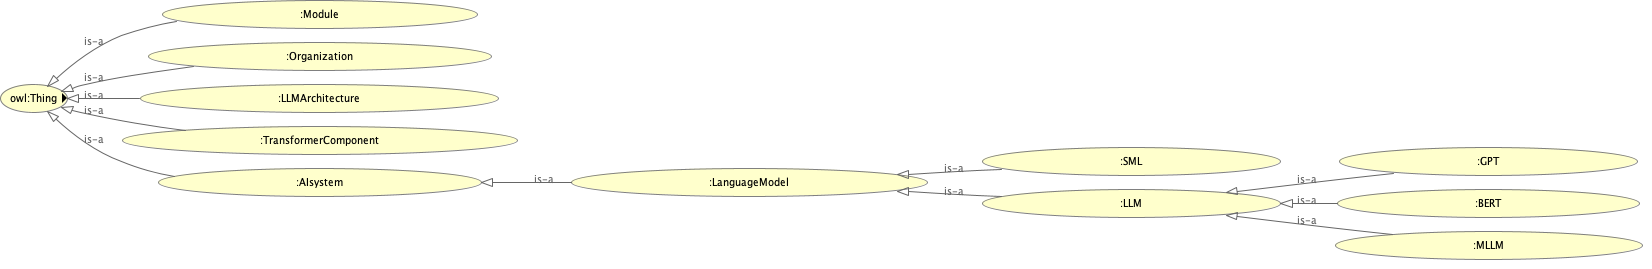 :Module
is-a
:Organization
is-a
owl:Thing
is-a
:LLMArchitecture
is-a
:TransformerComponent
is-a
:AIsystem
is-a
:LanguageModel
is-a
:SML
is-a
:LLM
is-a
:GPT
is-a
:BERT
is-a
:MLLM